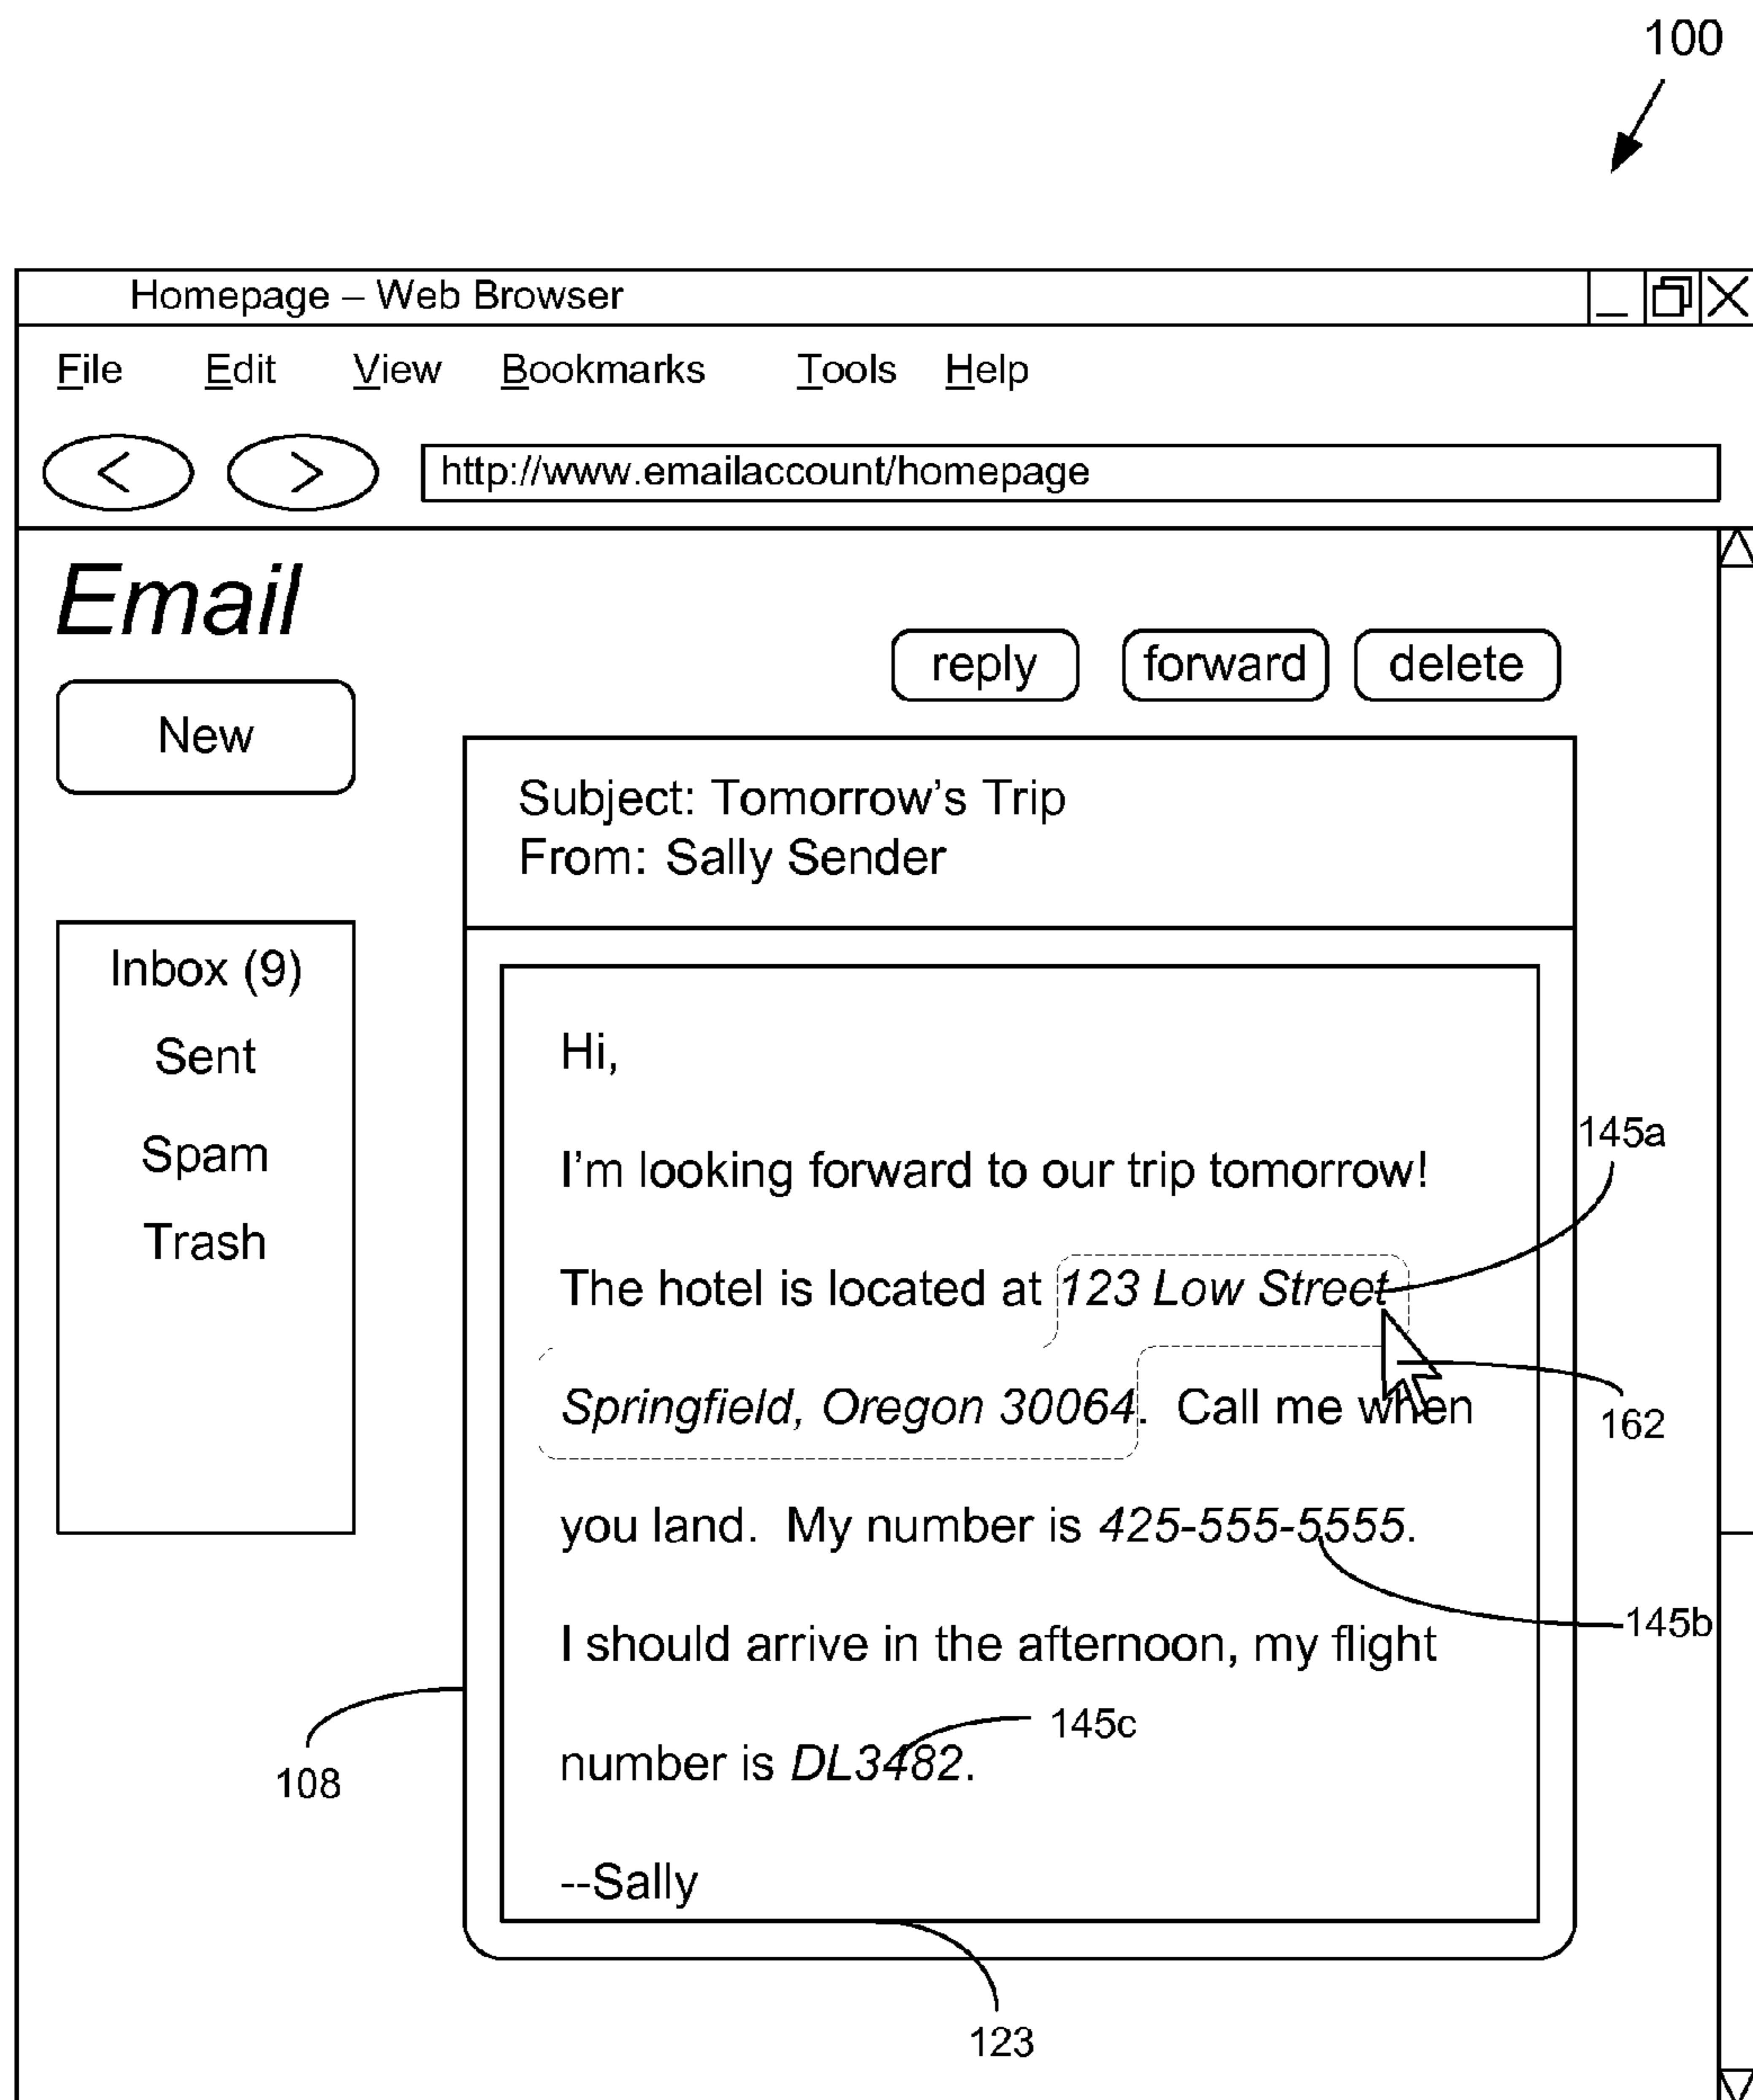 100
Homepage – Web Browser
File Edit View Bookmarks Tools Help
< > http://www.emailaccount/homepage
Email
reply forward delete
New
Subject: Tomorrow’s Trip
From: Sally Sender
Inbox (9)
Sent
Spam
Trash
Hi,
I’m looking forward to our trip tomorrow!
145a
The hotel is located at 123 Low Street
Springfield, Oregon 30064. Call me when
162
you land. My number is 425-555-5555.
145b
I should arrive in the afternoon, my flight
145c
number is DL3482.
108
--Sally
123